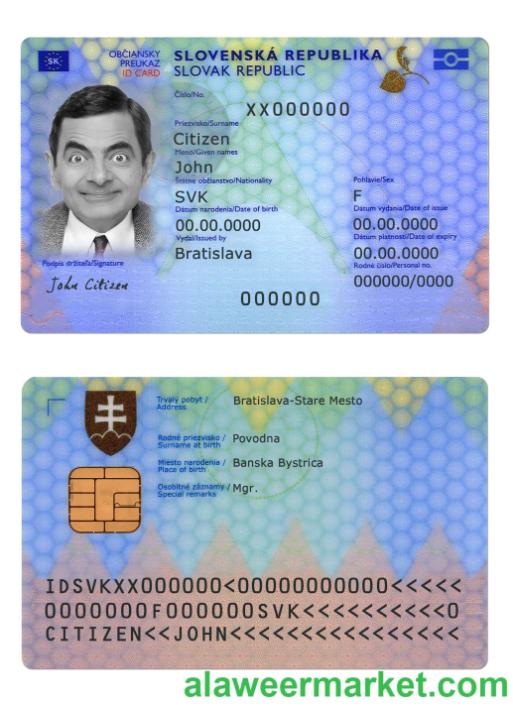 SK
OBČIANSKY
PREUKAZ
ID CARD
SLOVENSKÁ REPUBLIKA
SLOVAK REPUBLIC
Číslo/No.
XX000000
Priezvisko/Surname
Citizen
Meno/Given names
John
Štátne občianstvo/Nationality
SVK
Pohlavie/Sex
F
Dátum narodenia/Date of birth
00.00.0000
Dátum vydania/Date of issue
00.00.0000
Vydal/Issued by
Bratislava
Dátum platnosti/Date of expiry
00.00.0000
Rodné číslo/Personal no.
000000/0000
Podpis držiteľa/Signature
John Citizen
000000
Trvalý pobyt /
Address
Bratislava-Stare Mesto
Rodné priezvisko /
Surname at birth
Povodna
Miesto narodenia /
Place of birth
Banska Bystrica
Osobitné záznamy /
Special remarks
Mgr.
IDSVKXX000000<00000000000<<<<<
0000000F000000SVK<<<<<<<<<<<0
CITIZEN<<JOHN<<<<<<<<<<<<<<<<<
alaweermarket.com